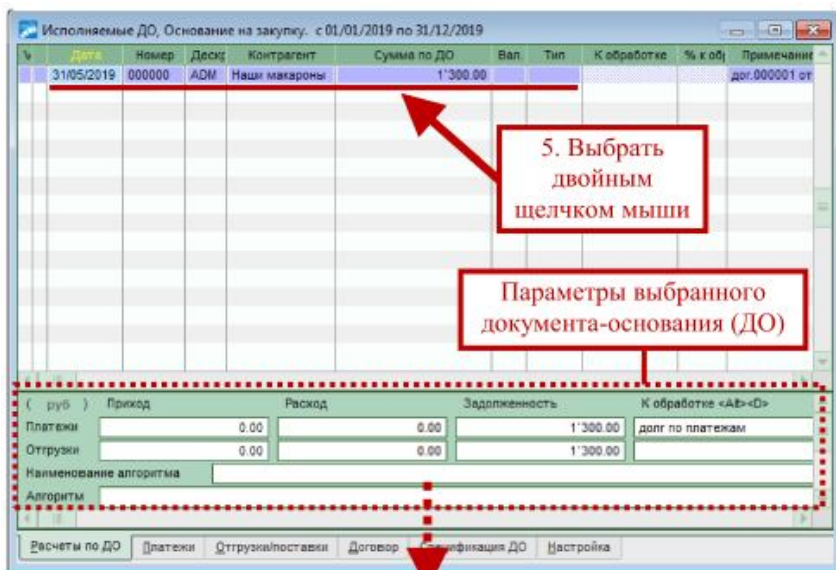 Исполняемые ДО, Основание на закупку. с 01/01/2019 по 31/12/2019
Дата Номер Деск Контрагент Сумма по ДО Вал. Тип К обработке % к обр Примечание
31/05/2019 000000 ADM Наши макароны 1'300.00 дог.000001 от
5. Выбрать
двойным
щелчком мыши
Параметры выбранного
документа-основания (ДО)
( руб ) Приход Расход Задолженность К обработке <Alt><D>
Платежи 0.00 0.00 1'300.00 долг по платежам
Отгрузки 0.00 0.00 1'300.00
Наименование алгоритма
Алгоритм
Расчеты по ДО Платежи Отгрузки/поставки Договор ДО Настройка